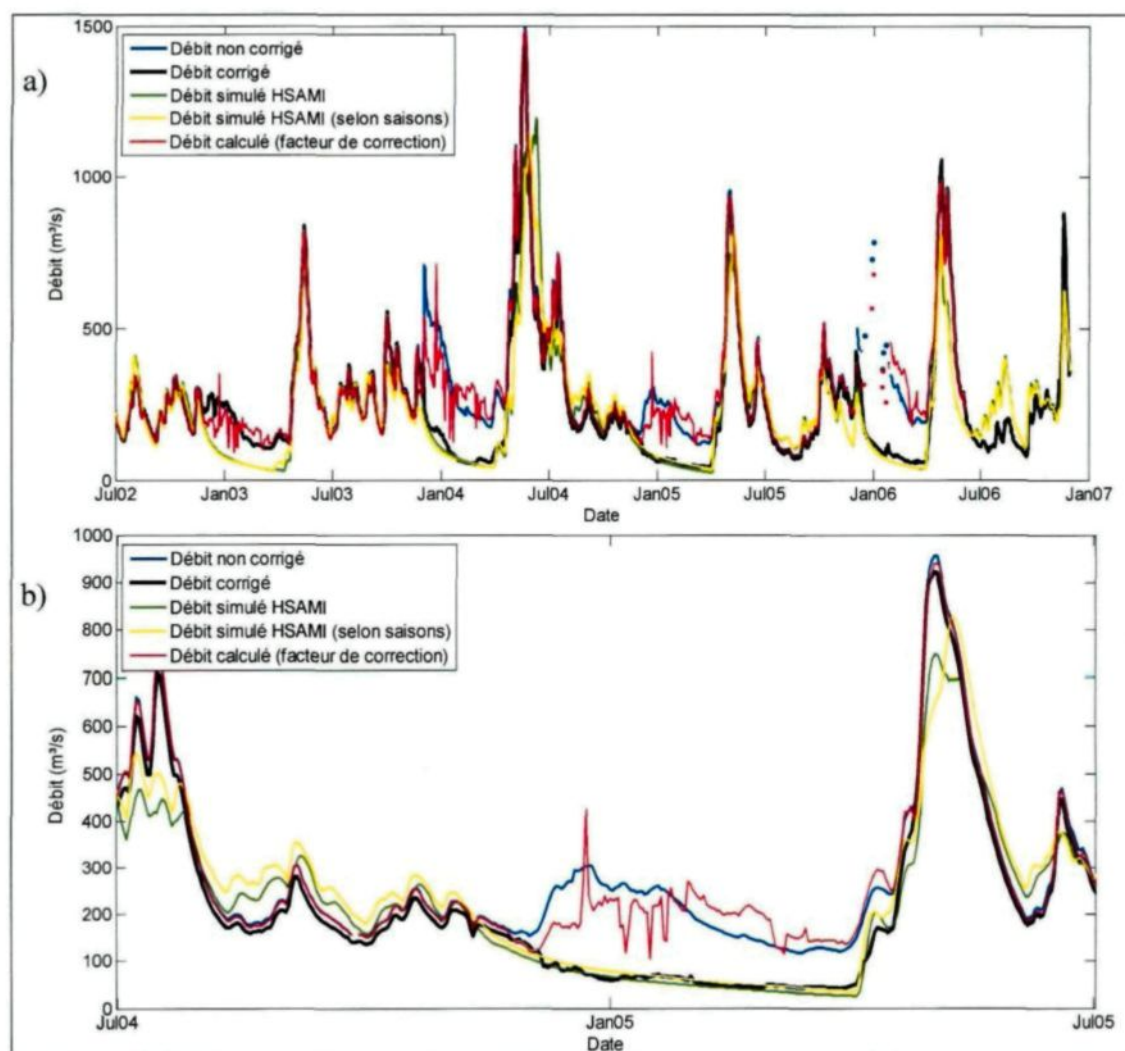 a)
1500
1000
500
0
Débit (m³/s)
Débit non corrigé
Débit corrigé
Débit simulé HSAMI
Débit simulé HSAMI (selon saisons)
Débit calculé (facteur de correction)
Jul02 Jan03 Jul03 Jan04 Jul04 Jan05 Jul05 Jan06 Jul06 Jan07
Date
b)
1000
900
800
700
600
500
400
300
200
100
0
Débit (m³/s)
Débit non corrigé
Débit corrigé
Débit simulé HSAMI
Débit simulé HSAMI (selon saisons)
Débit calculé (facteur de correction)
Jul04 Jan05 Jul05
Date